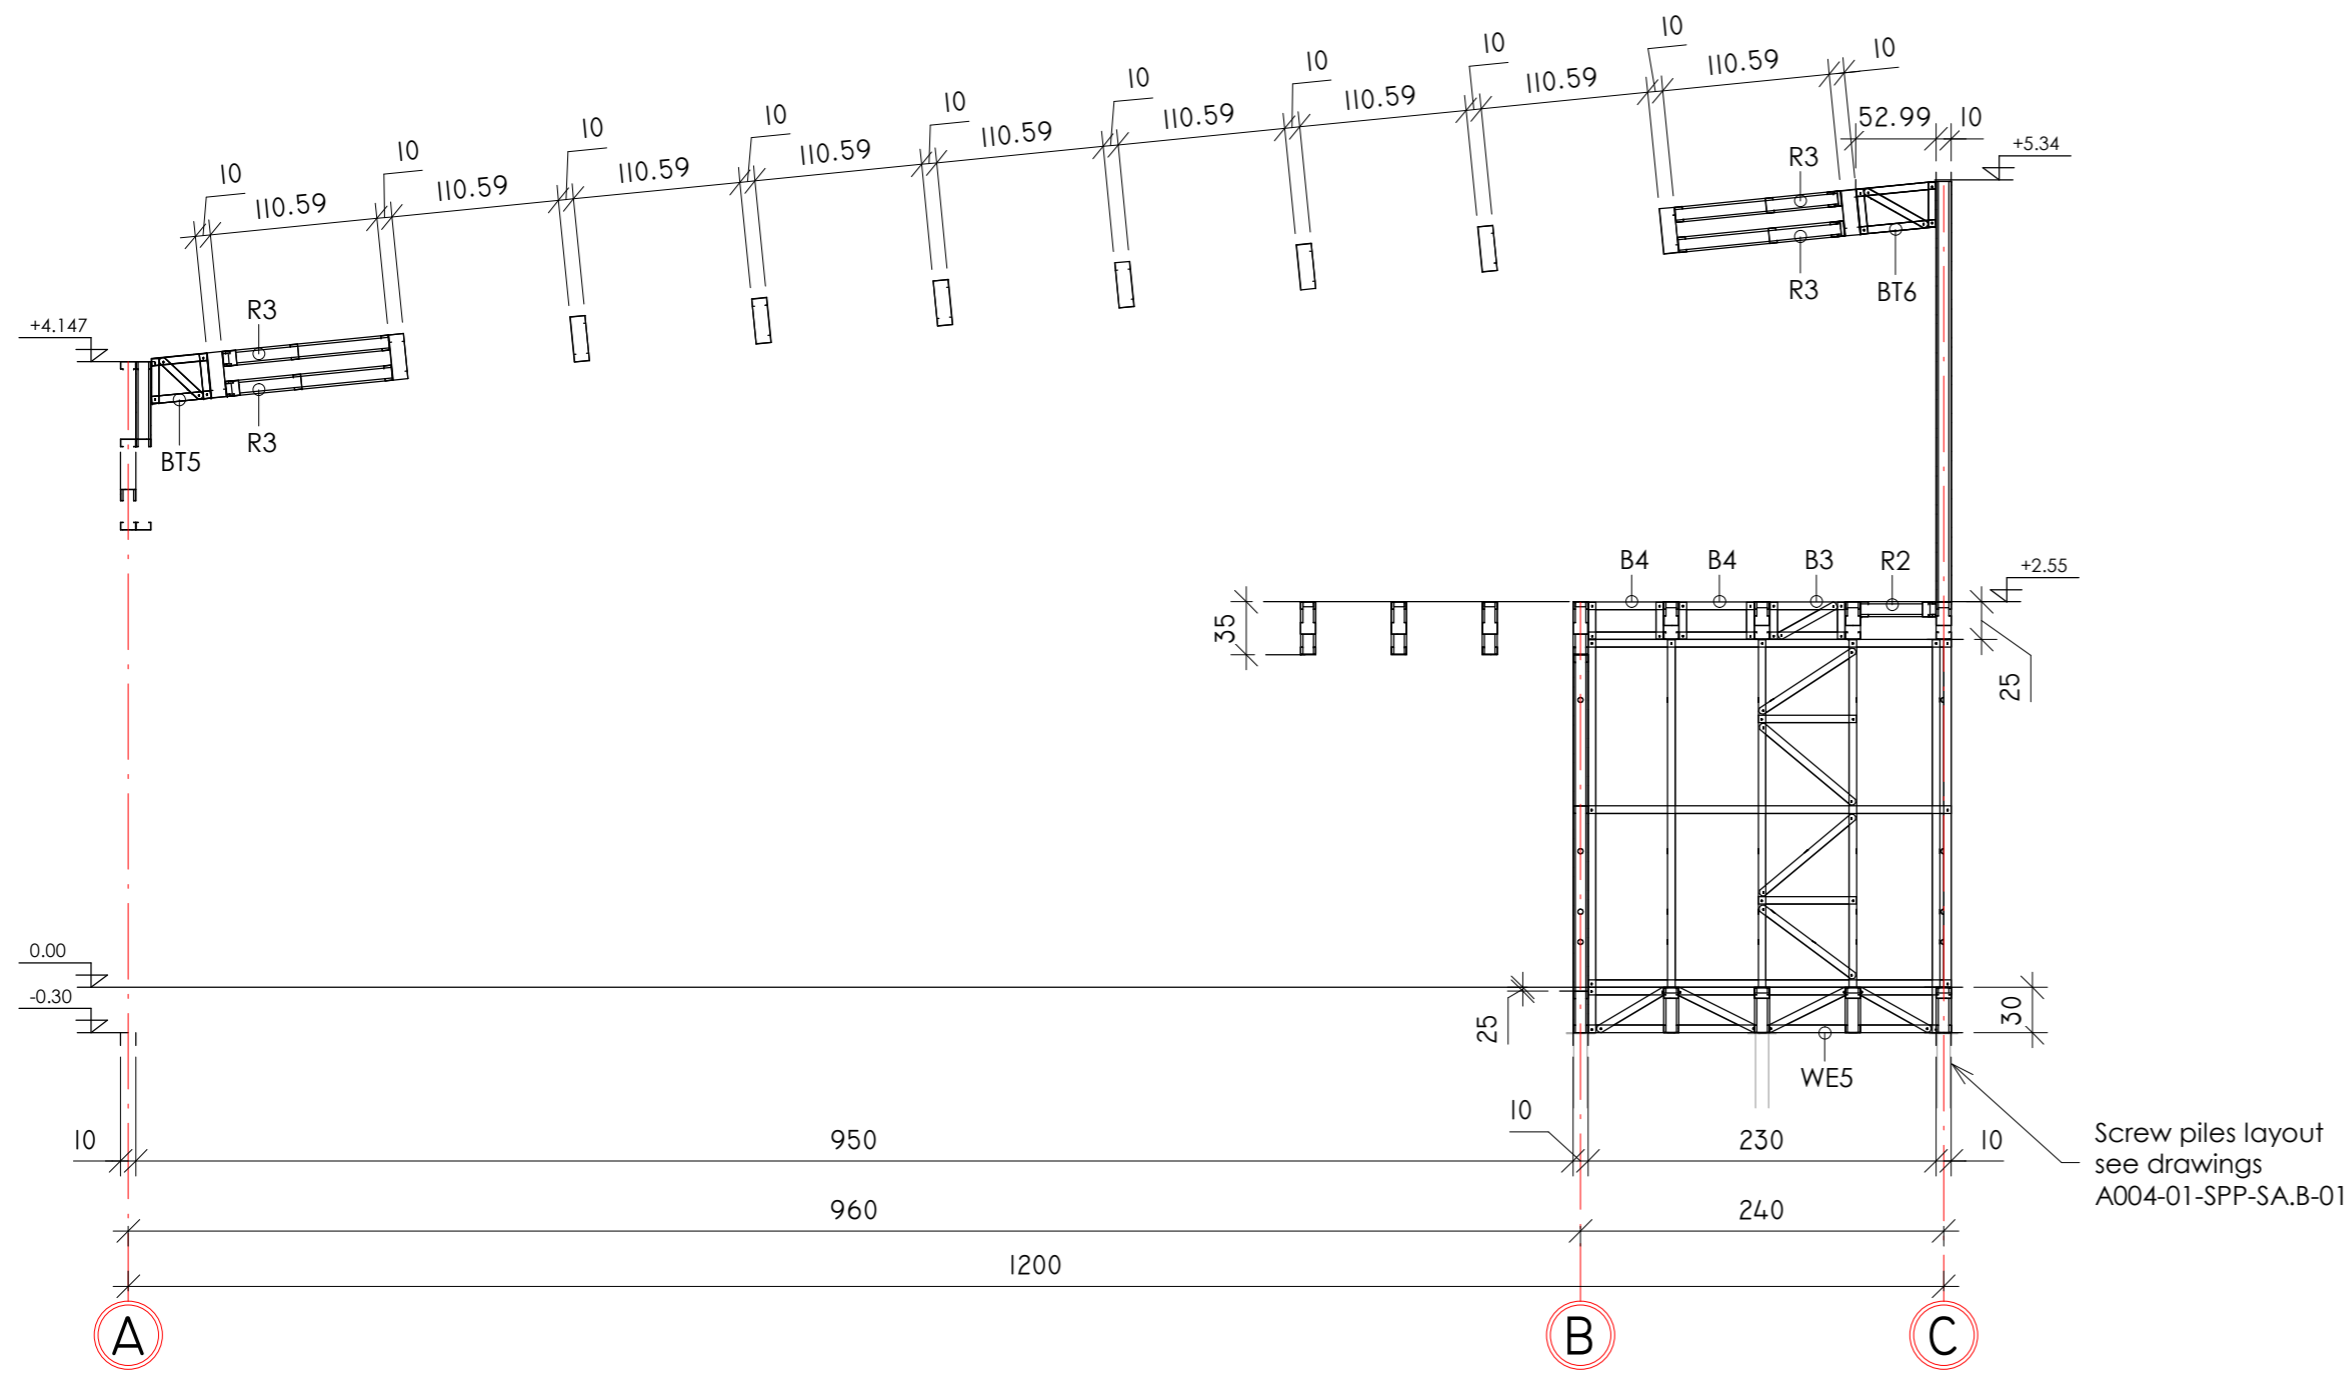 10
110.59
10
110.59
10
110.59
10
110.59
10
110.59
10
110.59
10
110.59
10
110.59
10
110.59
10
52.99
10
+5.34
R3
R3
BT6
+4.147
R3
R3
BT5
B4
B4
B3
R2
+2.55
35
25
0.00
-0.30
25
30
WE5
10
950
10
230
10
Screw piles layout
see drawings
A004-01-SPP-SA.B-01
960
240
1200
A
B
C